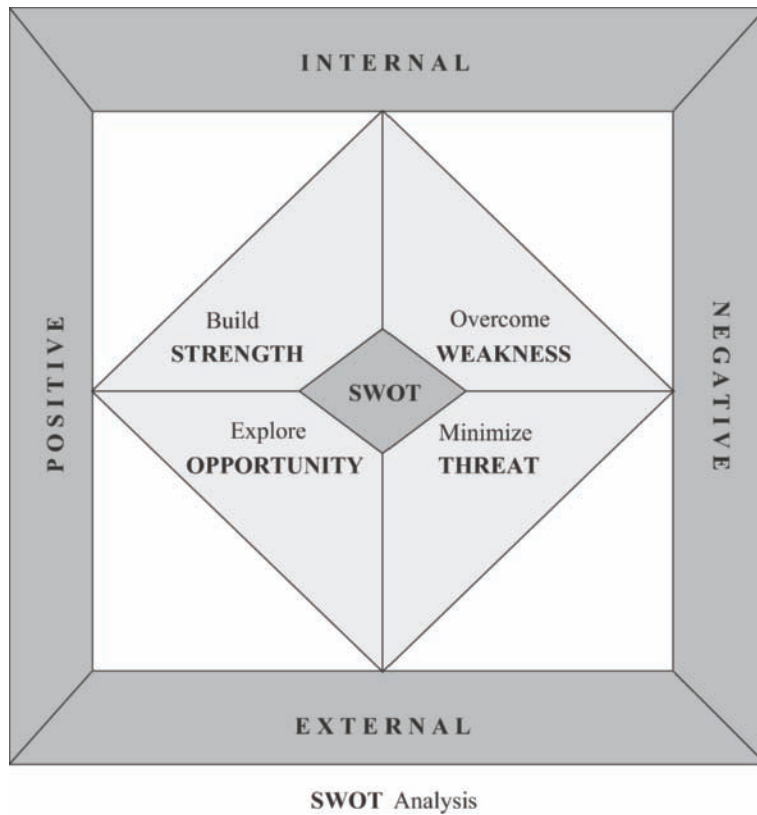 INTERNAL
POSITIVE
NEGATIVE
Build
STRENGTH
Overcome
WEAKNESS
SWOT
Explore
OPPORTUNITY
Minimize
THREAT
EXTERNAL
SWOT Analysis